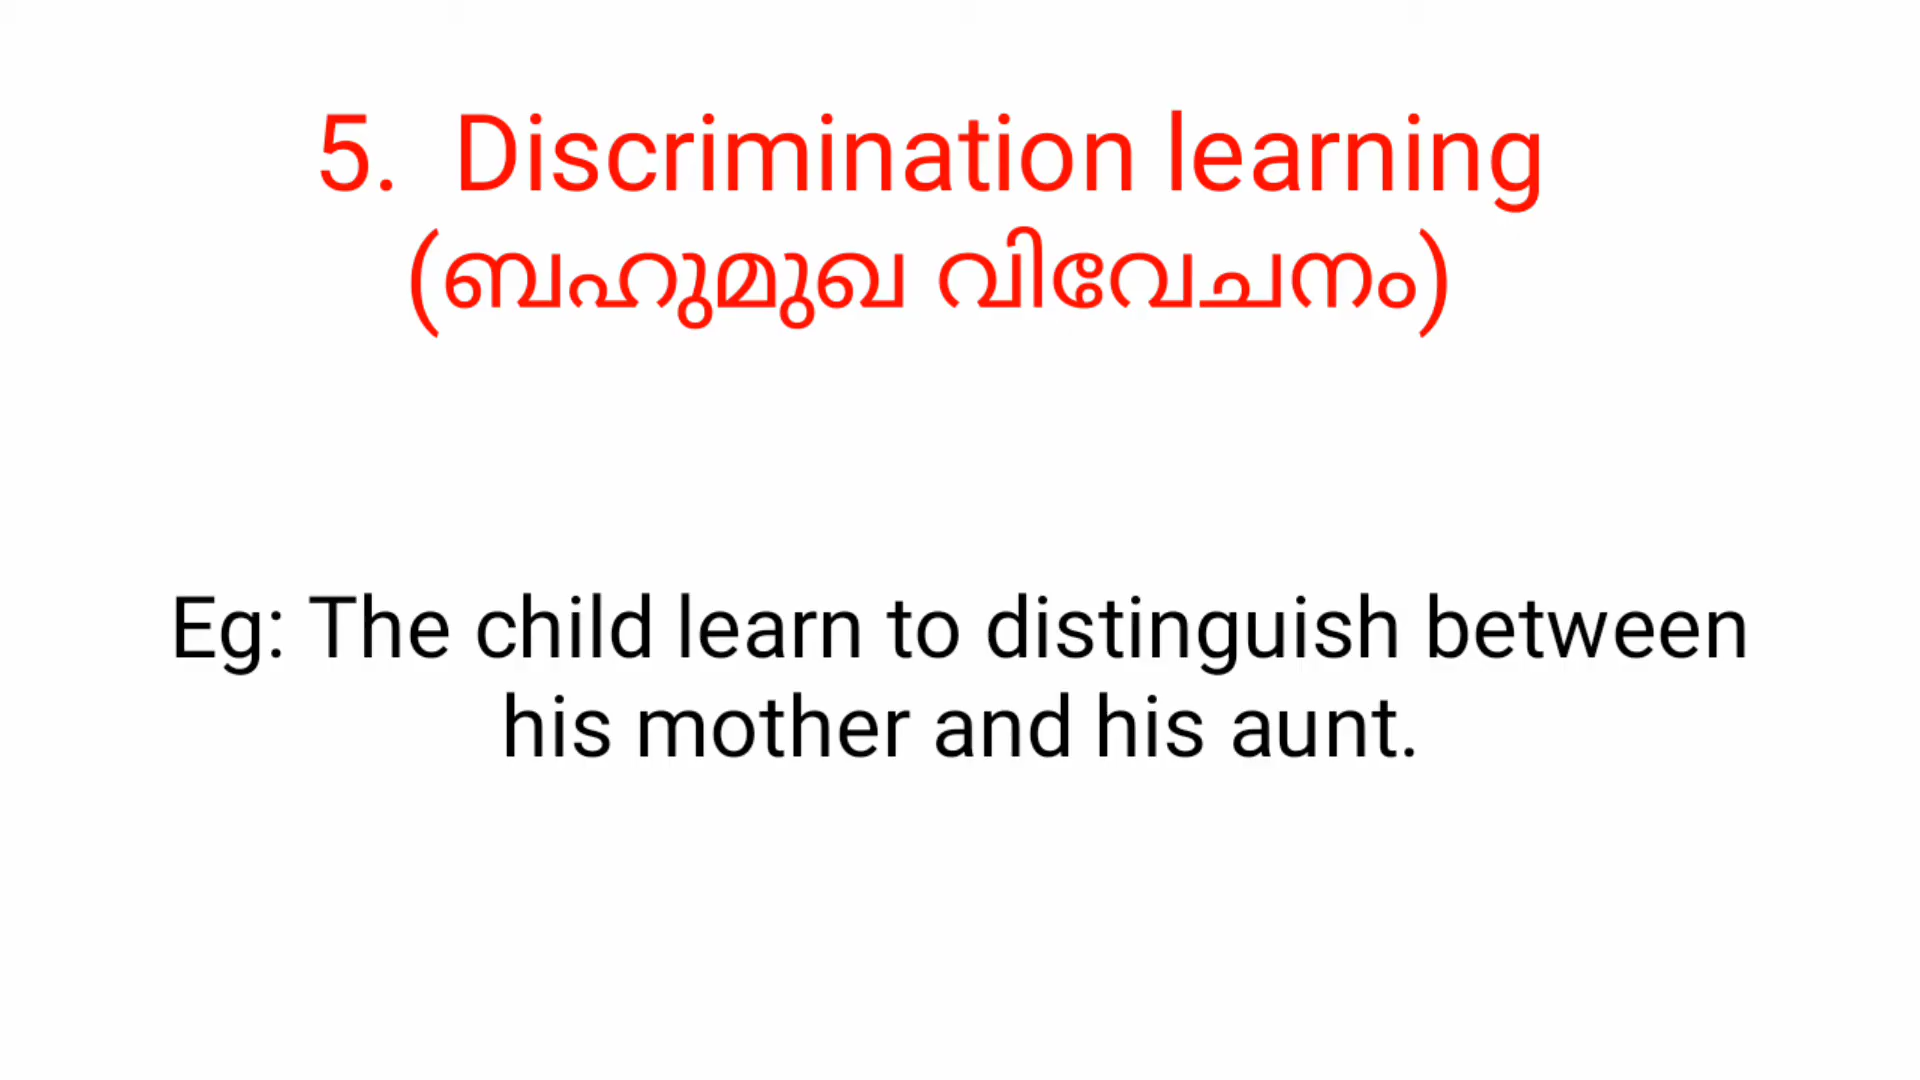 5. Discrimination learning
(ബഹുമുഖ വിവേചനം)
Eg: The child learn to distinguish between
his mother and his aunt.